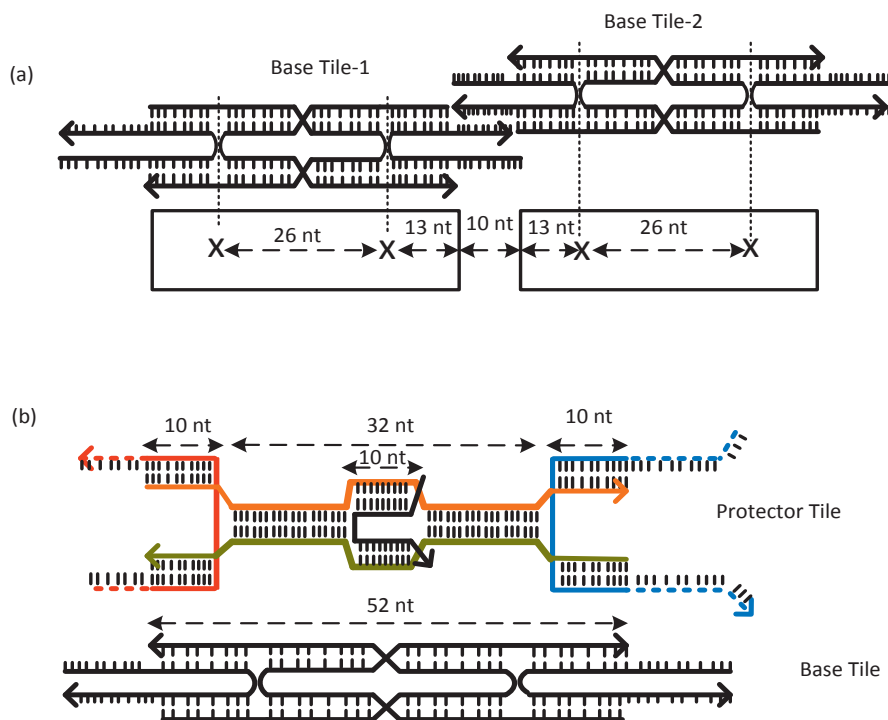 Base Tile-2
(a)
Base Tile-1
26 nt
13 nt
10 nt
13 nt
26 nt
X
X
X
X
(b)
10 nt
32 nt
10 nt
10 nt
Protector Tile
52 nt
Base Tile